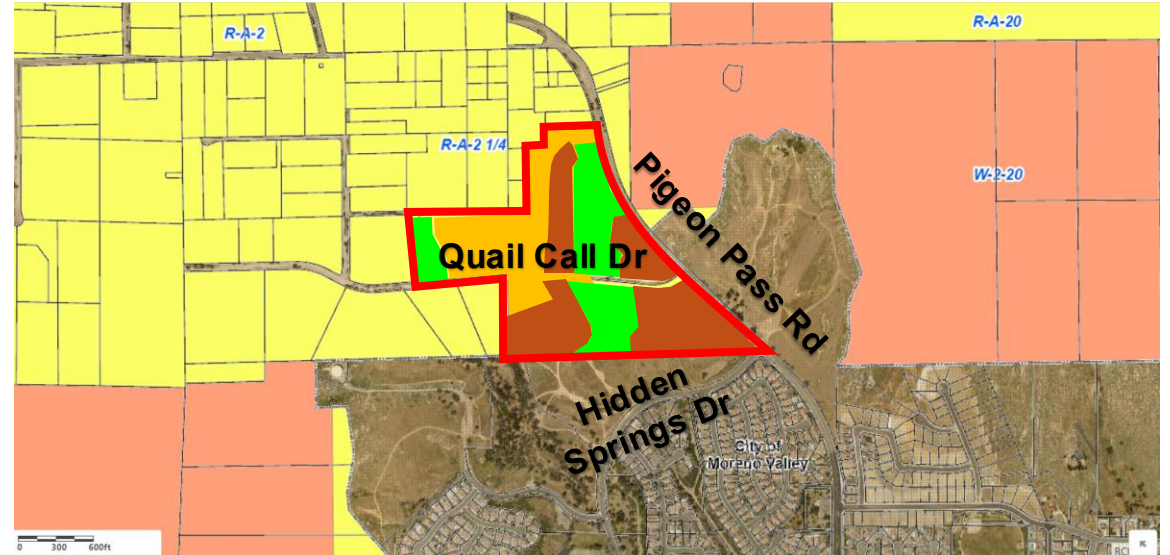 R-A-2
R-A-20
R-A-2 1/4
Pigeon Pass Rd
W-2-20
Quail Call Dr
Hidden
Springs Dr
City of
Moreno Valley
0 300 600ft
RC